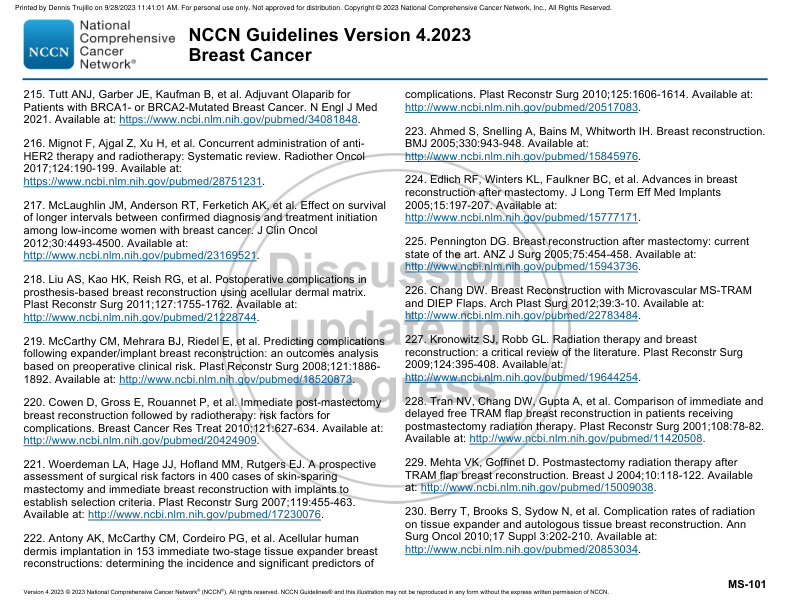 Printed by Dennis Trujillo on 9/28/2023 11:41:01 AM. For personal use only. Not approved for distribution. Copyright © 2023 National Comprehensive Cancer Network, Inc., All Rights Reserved.
NCCN
National
Comprehensive
Cancer
Network®
NCCN Guidelines Version 4.2023
Breast Cancer
215. Tutt ANJ, Garber JE, Kaufman B, et al. Adjuvant Olaparib for
Patients with BRCA1- or BRCA2-Mutated Breast Cancer. N Engl J Med
2021. Available at: https://www.ncbi.nlm.nih.gov/pubmed/34081848.
216. Mignot F, Ajgal Z, Xu H, et al. Concurrent administration of anti-
HER2 therapy and radiotherapy: Systematic review. Radiother Oncol
2017;124:190-199. Available at:
https://www.ncbi.nlm.nih.gov/pubmed/28751231.
217. McLaughlin JM, Anderson RT, Ferketich AK, et al. Effect on survival
of longer intervals between confirmed diagnosis and treatment initiation
among low-income women with breast cancer. J Clin Oncol
2012;30:4493-4500. Available at:
http://www.ncbi.nlm.nih.gov/pubmed/23169521.
218. Liu AS, Kao HK, Reish RG, et al. Postoperative complications in
prosthesis-based breast reconstruction using acellular dermal matrix.
Plast Reconstr Surg 2011;127:1755-1762. Available at:
http://www.ncbi.nlm.nih.gov/pubmed/21228744.
219. McCarthy CM, Mehrara BJ, Riedel E, et al. Predicting complications
following expander/implant breast reconstruction: an outcomes analysis
based on preoperative clinical risk. Plast Reconstr Surg 2008;121:1886-
1892. Available at: http://www.ncbi.nlm.nih.gov/pubmed/18520873.
220. Cowen D, Gross E, Rouannet P, et al. Immediate post-mastectomy
breast reconstruction followed by radiotherapy: risk factors for
complications. Breast Cancer Res Treat 2010;121:627-634. Available at:
http://www.ncbi.nlm.nih.gov/pubmed/20424909.
221. Woerdeman LA, Hage JJ, Hofland MM, Rutgers EJ. A prospective
assessment of surgical risk factors in 400 cases of skin-sparing
mastectomy and immediate breast reconstruction with implants to
establish selection criteria. Plast Reconstr Surg 2007;119:455-463.
Available at: http://www.ncbi.nlm.nih.gov/pubmed/17230076.
222. Antony AK, McCarthy CM, Cordeiro PG, et al. Acellular human
dermis implantation in 153 immediate two-stage tissue expander breast
reconstructions: determining the incidence and significant predictors of
complications. Plast Reconstr Surg 2010;125:1606-1614. Available at:
http://www.ncbi.nlm.nih.gov/pubmed/20517083.
223. Ahmed S, Snelling A, Bains M, Whitworth IH. Breast reconstruction.
BMJ 2005;330:943-948. Available at:
http://www.ncbi.nlm.nih.gov/pubmed/15845976.
224. Edlich RF, Winters KL, Faulkner BC, et al. Advances in breast
reconstruction after mastectomy. J Long Term Eff Med Implants
2005;15:197-207. Available at:
http://www.ncbi.nlm.nih.gov/pubmed/15777171.
225. Pennington DG. Breast reconstruction after mastectomy: current
state of the art. ANZ J Surg 2005;75:454-458. Available at:
http://www.ncbi.nlm.nih.gov/pubmed/15943736.
226. Chang DW. Breast Reconstruction with Microvascular MS-TRAM
and DIEP Flaps. Arch Plast Surg 2012;39:3-10. Available at:
http://www.ncbi.nlm.nih.gov/pubmed/22783484.
227. Kronowitz SJ, Robb GL. Radiation therapy and breast
reconstruction: a critical review of the literature. Plast Reconstr Surg
2009;124:395-408. Available at:
http://www.ncbi.nlm.nih.gov/pubmed/19644254.
228. Tran NV, Chang DW, Gupta A, et al. Comparison of immediate and
delayed free TRAM flap breast reconstruction in patients receiving
postmastectomy radiation therapy. Plast Reconstr Surg 2001;108:78-82.
Available at: http://www.ncbi.nlm.nih.gov/pubmed/11420508.
229. Mehta VK, Goffinet D. Postmastectomy radiation therapy after
TRAM flap breast reconstruction. Breast J 2004;10:118-122. Available
at: http://www.ncbi.nlm.nih.gov/pubmed/15009038.
230. Berry T, Brooks S, Sydow N, et al. Complication rates of radiation
on tissue expander and autologous tissue breast reconstruction. Ann
Surg Oncol 2010;17 Suppl 3:202-210. Available at:
http://www.ncbi.nlm.nih.gov/pubmed/20853034.
Discussion
update in
progress
MS-101
Version 4.2023 © 2023 National Comprehensive Cancer Network® (NCCN®), All rights reserved. NCCN Guidelines® and this illustration may not be reproduced in any form without the express written permission of NCCN.